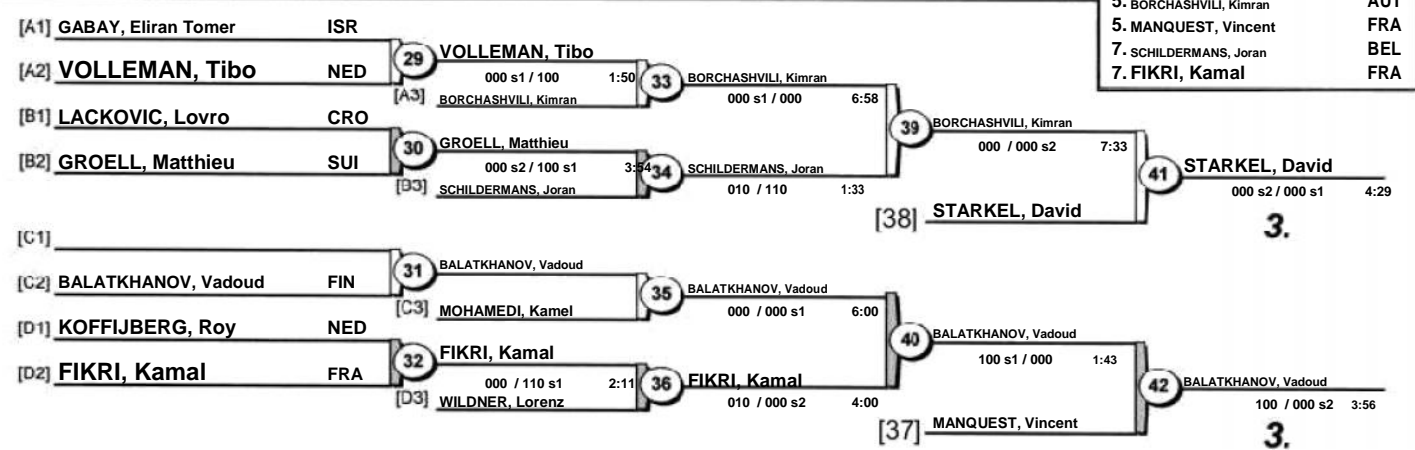 5. BORCHASHVILI, Kimran AUT
5. MANQUEST, Vincent FRA
7. SCHILDERMANS, Joran BEL
7. FIKRI, Kamal FRA
[A1] GABAY, Eliran Tomer ISR
29
VOLLEMAN, Tibo
[A2] VOLLEMAN, Tibo NED
000 s1 / 100 1:50
33
BORCHASHVILI, Kimran
[A3] BORCHASHVILI, Kimran
000 s1 / 000 6:58
[B1] LACKOVIC, Lovro CRO
39
BORCHASHVILI, Kimran
30
GROELL, Matthieu
000 / 000 s2 7:33
[B2] GROELL, Matthieu SUI
000 s2 / 100 s1 3:54
34
SCHILDERMANS, Joran
41
STARKEL, David
[B3] SCHILDERMANS, Joran
010 / 110 1:33
000 s2 / 000 s1 4:29
[38] STARKEL, David
3.
[C1]
31
BALATKHANOV, Vadoud
[C2] BALATKHANOV, Vadoud FIN
35
BALATKHANOV, Vadoud
[C3] MOHAMEDI, Kamel
000 / 000 s1 6:00
[D1] KOFFIJBERG, Roy NED
40
BALATKHANOV, Vadoud
32
FIKRI, Kamal
100 s1 / 000 1:43
[D2] FIKRI, Kamal FRA
000 / 110 s1 2:11
36
FIKRI, Kamal
42
BALATKHANOV, Vadoud
[D3] WILDNER, Lorenz
010 / 000 s2 4:00
100 / 000 s2 3:56
[37] MANQUEST, Vincent
3.